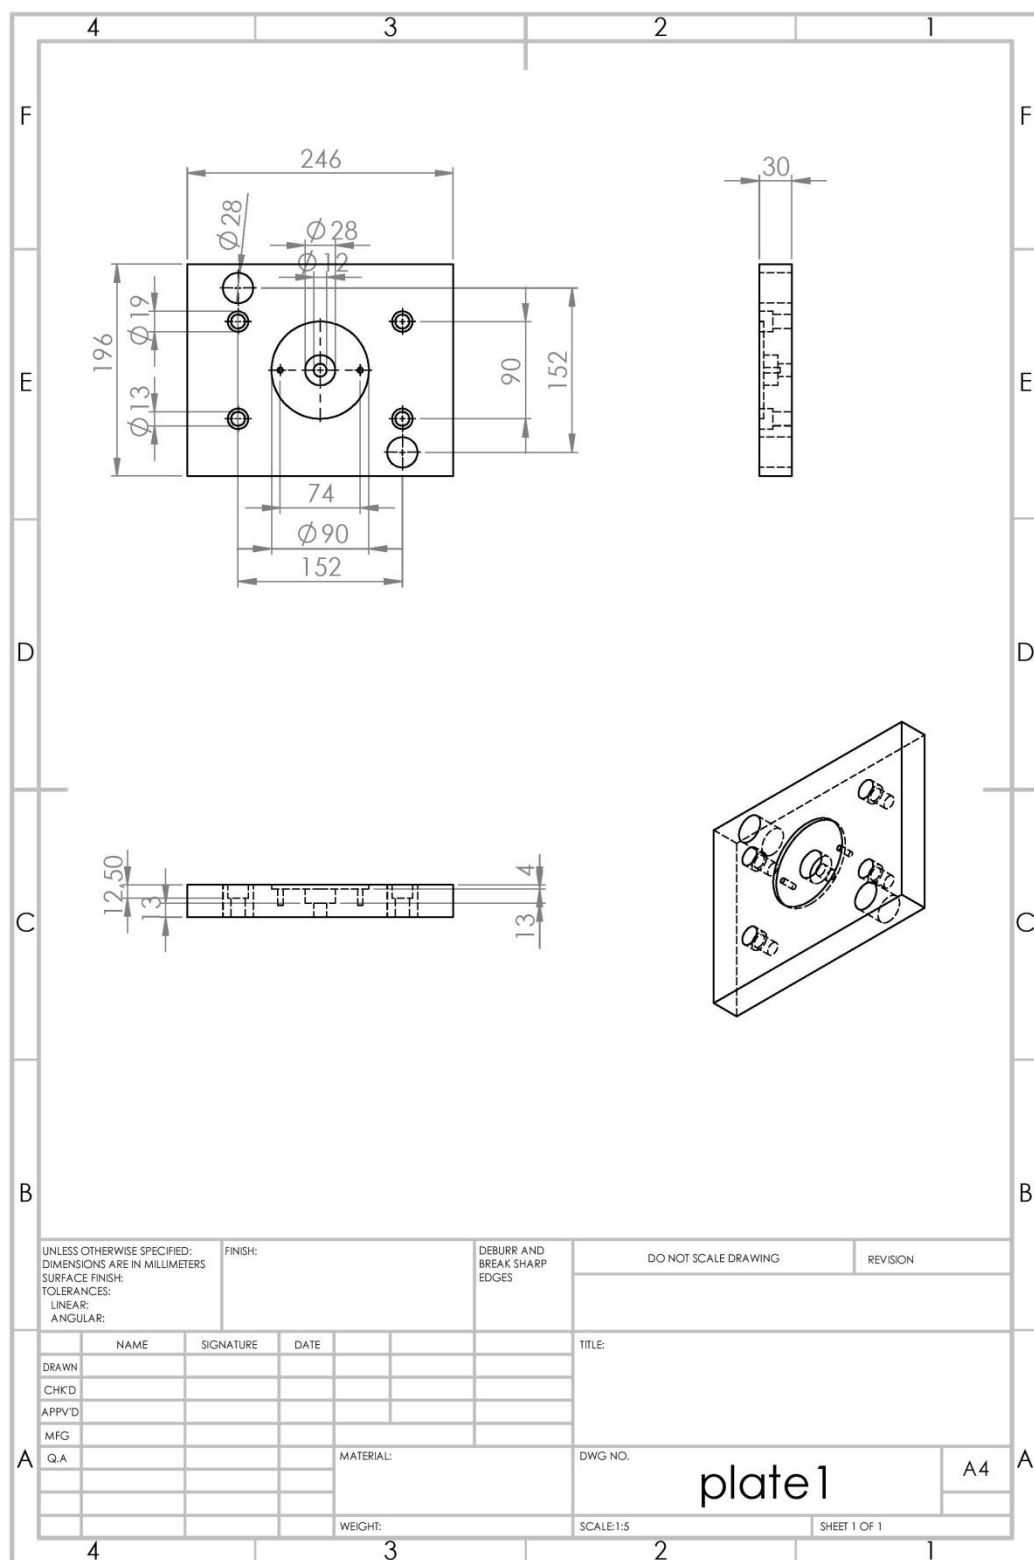 4 3 2 1
F F
246
30
Ø28
Ø28
Ø12
Ø19
196
90
152
E E
Ø13
74
Ø90
152
D D
12,50
13
4
13
C C
B B
UNLESS OTHERWISE SPECIFIED:
DIMENSIONS ARE IN MILLIMETERS
SURFACE FINISH:
TOLERANCES:
LINEAR:
ANGULAR:
FINISH:
DEBURR AND
BREAK SHARP
EDGES
DO NOT SCALE DRAWING
REVISION
NAME SIGNATURE DATE
TITLE:
DRAWN
CHK'D
APPV'D
MFG
Q.A
MATERIAL:
DWG NO.
plate1
A4
A A
WEIGHT:
SCALE:1:5
SHEET 1 OF 1
4 3 2 1